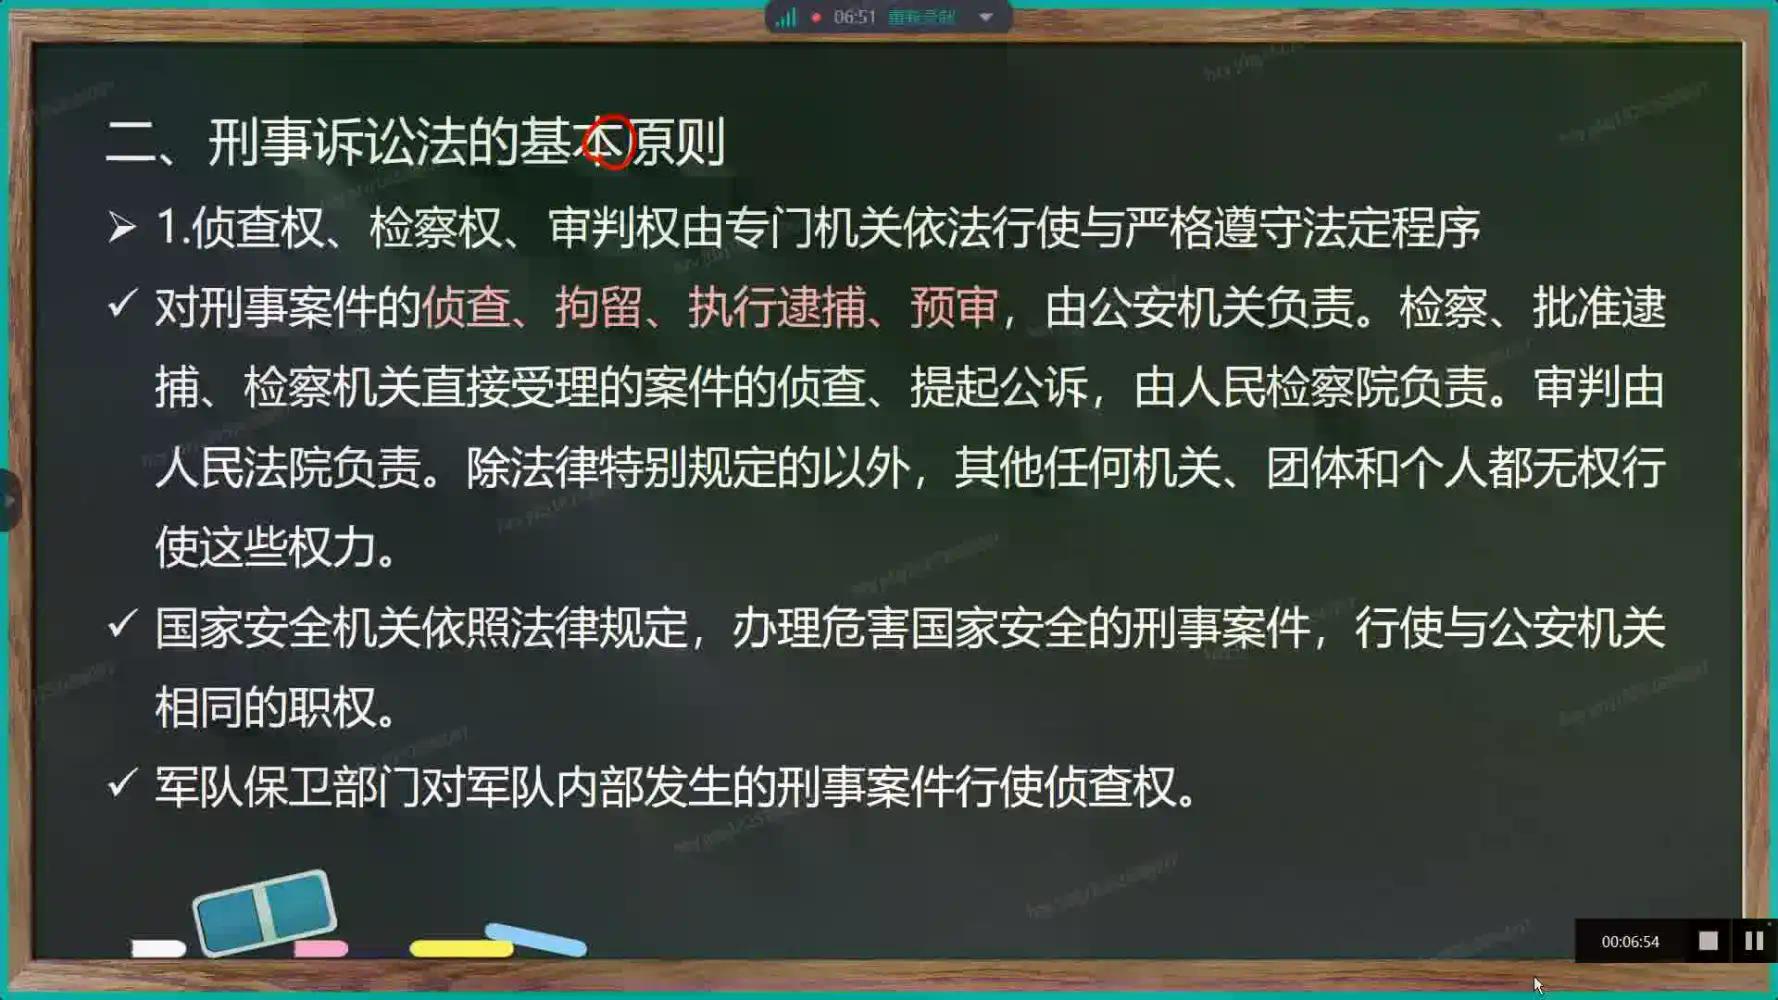 06:51
二、刑事诉讼法的基本原则
➢ 1.侦查权、检察权、审判权由专门机关依法行使与严格遵守法定程序
✓ 对刑事案件的侦查、拘留、执行逮捕、预审，由公安机关负责。检察、批准逮
捕、检察机关直接受理的案件的侦查、提起公诉，由人民检察院负责。审判由
人民法院负责。除法律特别规定的以外，其他任何机关、团体和个人都无权行
使这些权力。
✓ 国家安全机关依照法律规定，办理危害国家安全的刑事案件，行使与公安机关
相同的职权。
✓ 军队保卫部门对军队内部发生的刑事案件行使侦查权。
00:06:54